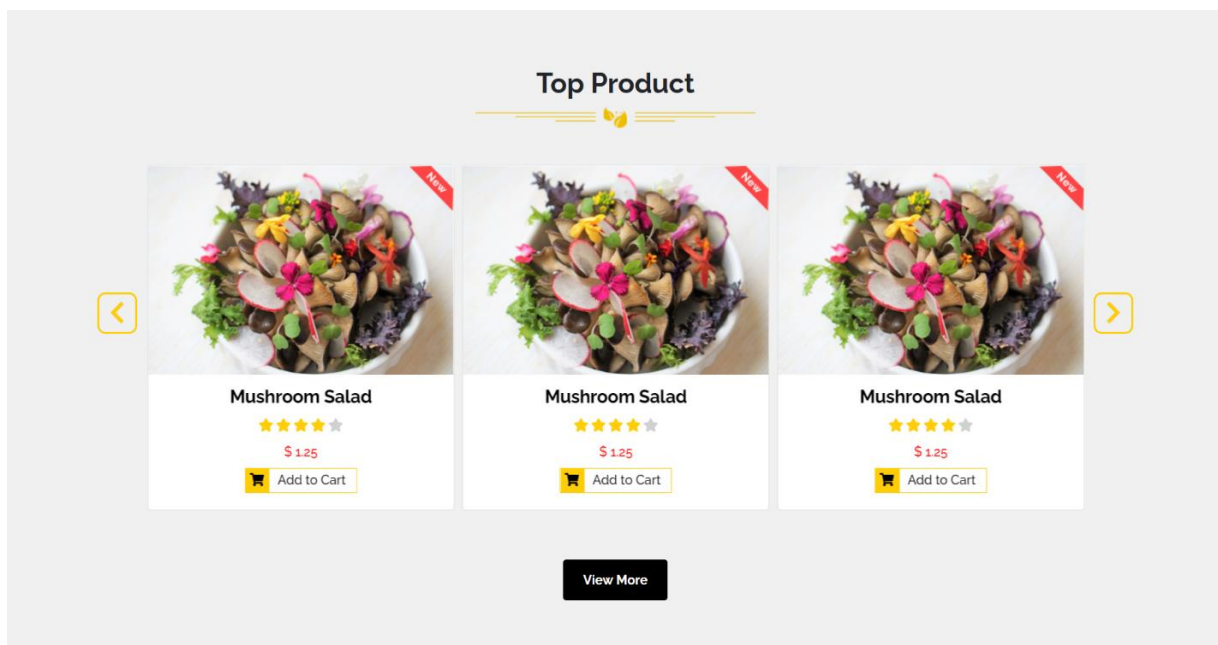 Top Product
New
New
New
Mushroom Salad
Mushroom Salad
Mushroom Salad
$ 1.25
$ 1.25
$ 1.25
Add to Cart
Add to Cart
Add to Cart
View More